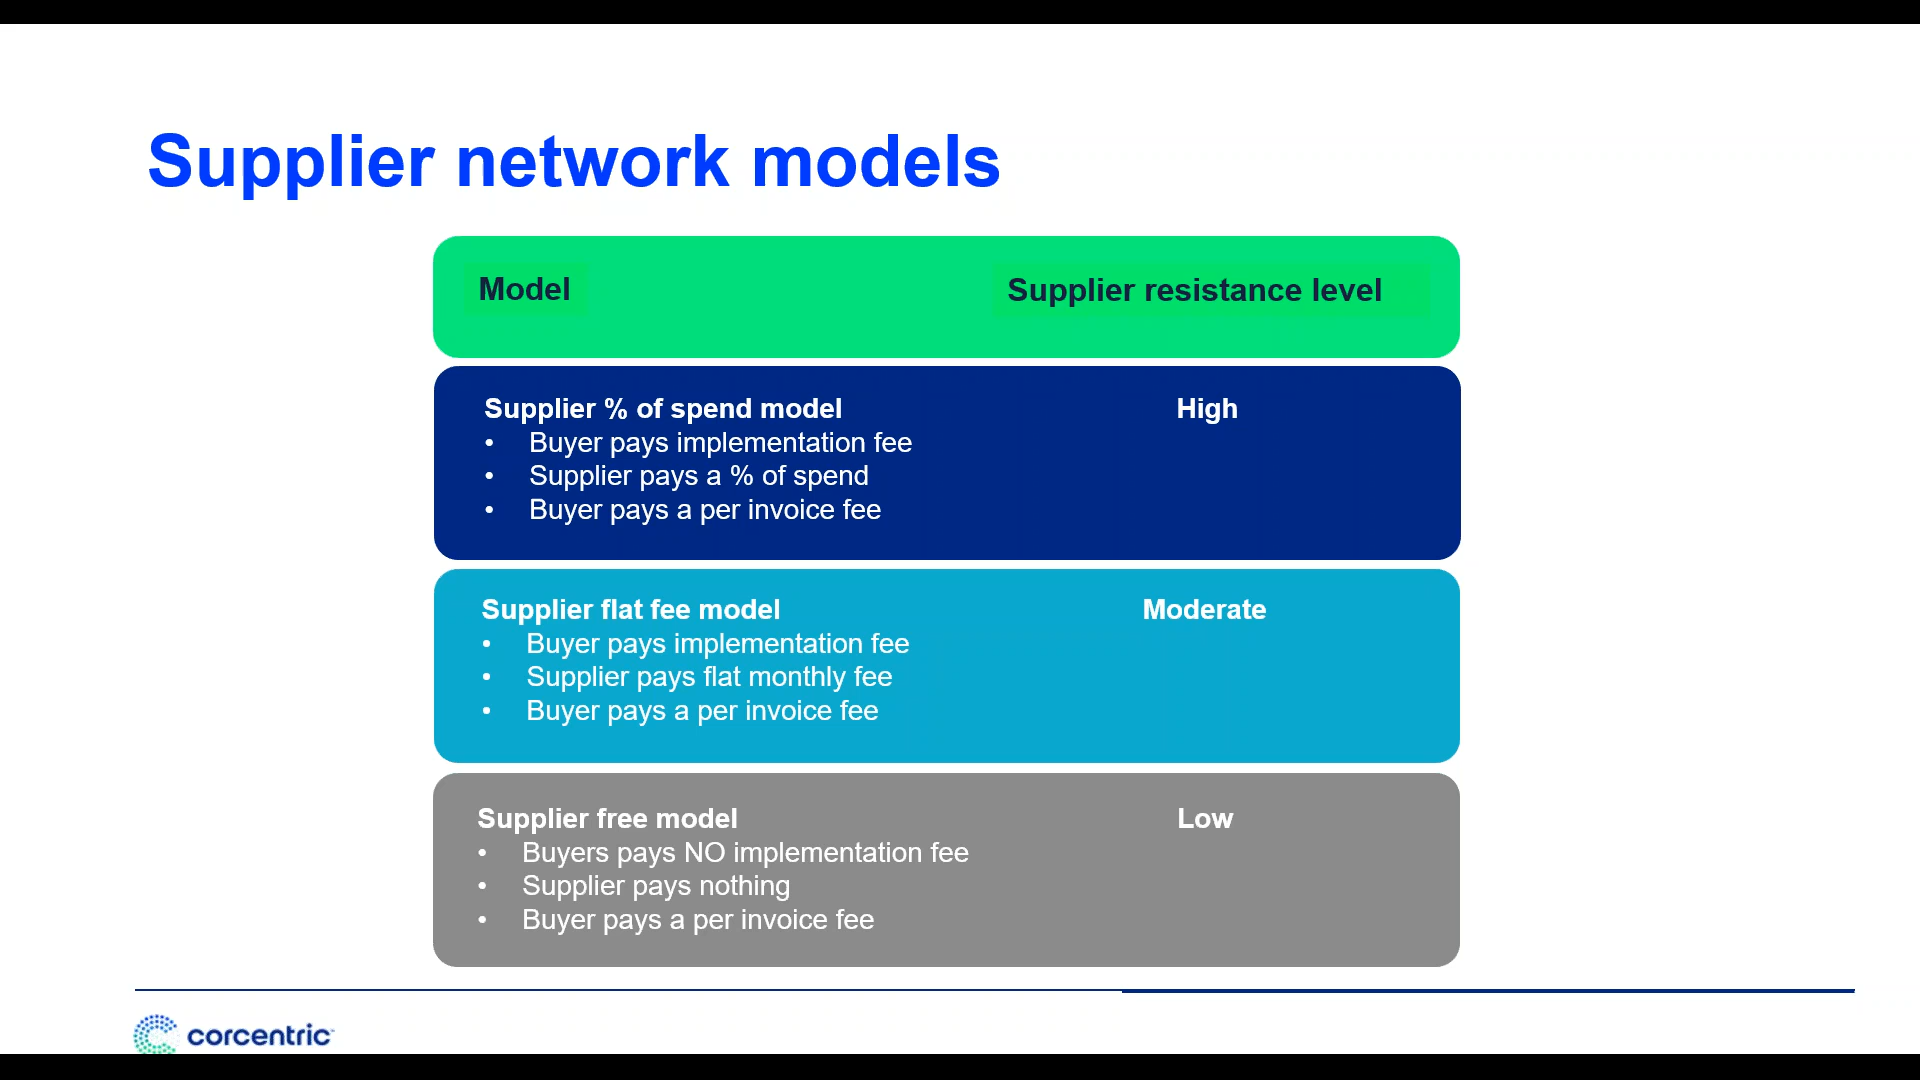 Supplier network models
Model
Supplier resistance level
Supplier % of spend model
High
• Buyer pays implementation fee
• Supplier pays a % of spend
• Buyer pays a per invoice fee
Supplier flat fee model
Moderate
• Buyer pays implementation fee
• Supplier pays flat monthly fee
• Buyer pays a per invoice fee
Supplier free model
Low
• Buyers pays NO implementation fee
• Supplier pays nothing
• Buyer pays a per invoice fee
corcentric